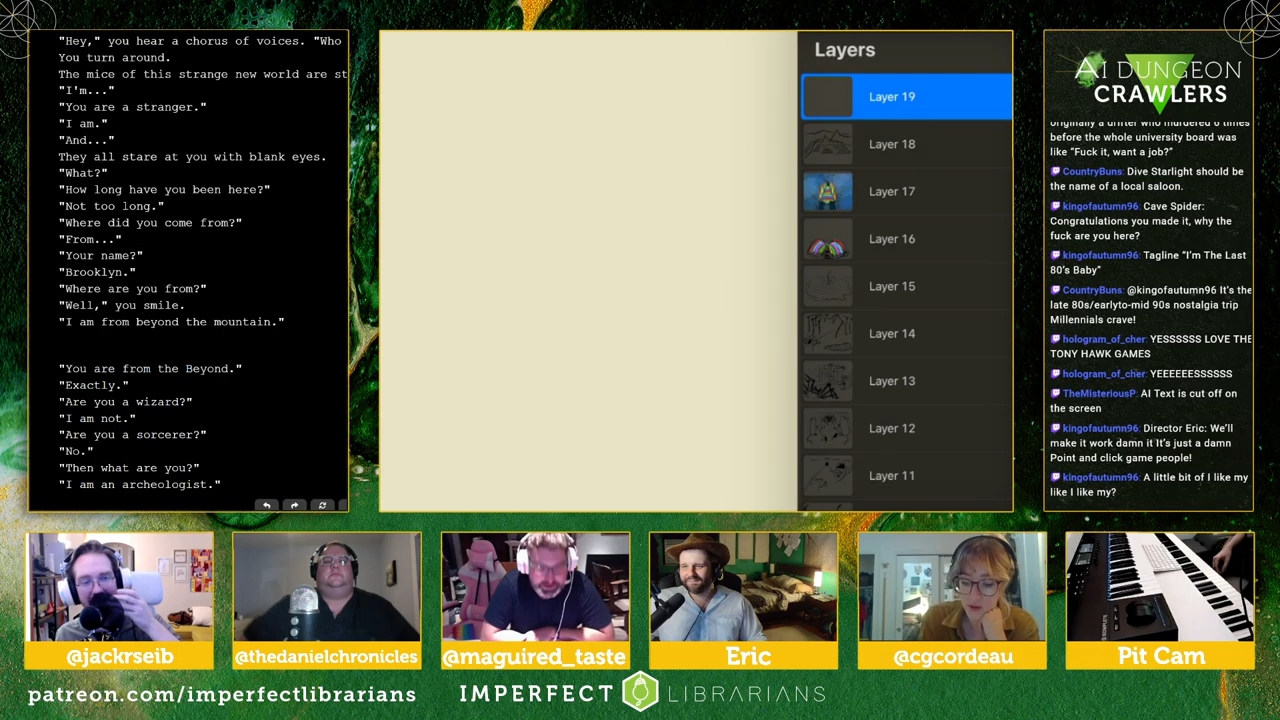 "Hey," you hear a chorus of voices. "Who
You turn around.
The mice of this strange new world are st
"I'm..."
"You are a stranger."
"I am."
"And..."
They all stare at you with blank eyes.
"What?"
"How long have you been here?"
"Not too long."
"Where did you come from?"
"From..."
"Your name?"
"Brooklyn."
"Where are you from?"
"Well," you smile.
"I am from beyond the mountain."
"You are from the Beyond."
"Exactly."
"Are you a wizard?"
"I am not."
"Are you a sorcerer?"
"No."
"Then what are you?"
"I am an archeologist."
Layers
Layer 19
Layer 18
Layer 17
Layer 16
Layer 15
Layer 14
Layer 13
Layer 12
Layer 11
AI DUNGEON
CRAWLERS
originally a drifter who murdered 6 times
before the whole university board was
like “Fuck it, want a job?”
CountryBuns: Dive Starlight should be
the name of a local saloon.
kingofautumn96: Cave Spider:
Congratulations you made it, why the
fuck are you here?
kingofautumn96: Tagline “I’m The Last
80’s Baby”
CountryBuns: @kingofautumn96 It's the
late 80s/earlyto-mid 90s nostalgia trip
Millennials crave!
hologram_of_cher: YESSSSSS LOVE THE
TONY HAWK GAMES
hologram_of_cher: YEEEEEESSSSSS
TheMisteriousP: AI Text is cut off on
the screen
kingofautumn96: Director Eric: We’ll
make it work damn it It’s just a damn
Point and click game people!
kingofautumn96: A little bit of I like my
like I like my?
@jackrseib
@thedanielchronicles
@maguired_taste
Eric
@cgcordeau
Pit Cam
patreon.com/imperfectlibrarians
IMPERFECT LIBRARIANS